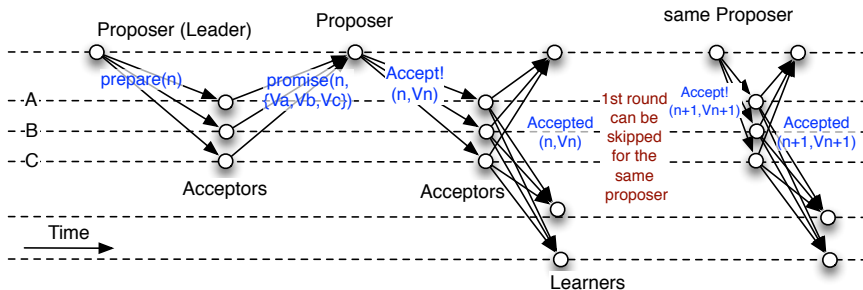 Proposer (Leader)
Proposer
same Proposer
prepare(n)
promise(n,
{Va,Vb,Vc})
Accept!
(n,Vn)
Accepted
(n,Vn)
1st round
can be
skipped
for the
same
proposer
Accept!
(n+1,Vn+1)
Accepted
(n+1,Vn+1)
A
B
C
Acceptors
Acceptors
Time
Learners